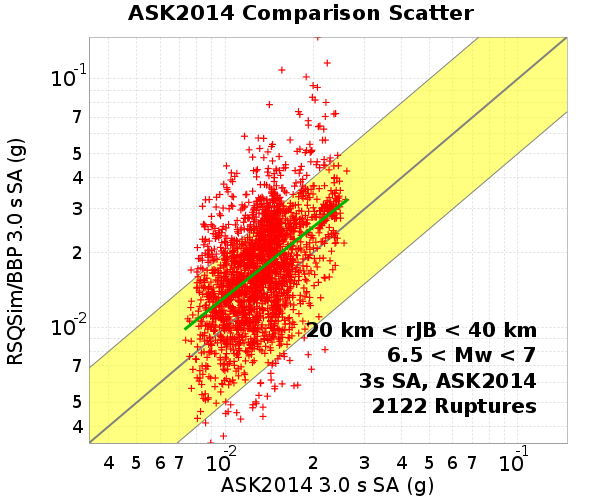 ASK2014 Comparison Scatter
RSQSim/BBP 3.0 s SA (g)
10-1
7
5
4
3
2
10-2
7
5
4
20 km < rJB < 40 km
6.5 < Mw < 7
3s SA, ASK2014
2122 Ruptures
4 5 6 7 10-2 2 3 4 5 6 7 10-1
ASK2014 3.0 s SA (g)